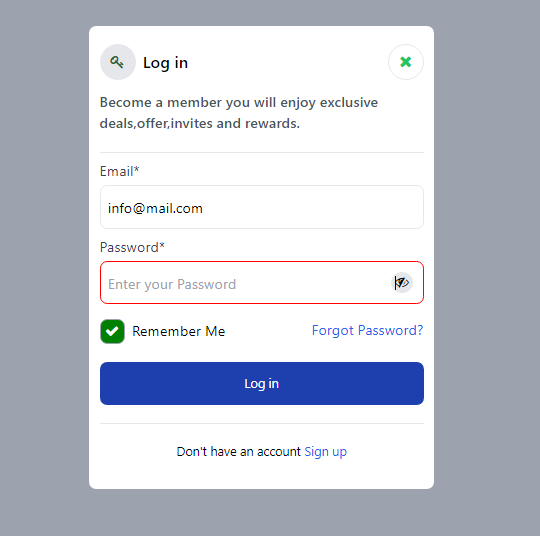 Log in
Become a member you will enjoy exclusive
deals,offer,invites and rewards.
Email*
info@mail.com
Password*
Enter your Password
Remember Me
Forgot Password?
Log in
Don't have an account Sign up